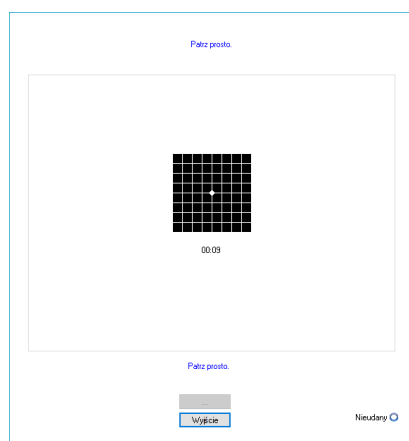 Patrz prosto.
00:09
Patrz prosto.
...
Wyjście
Nieudany